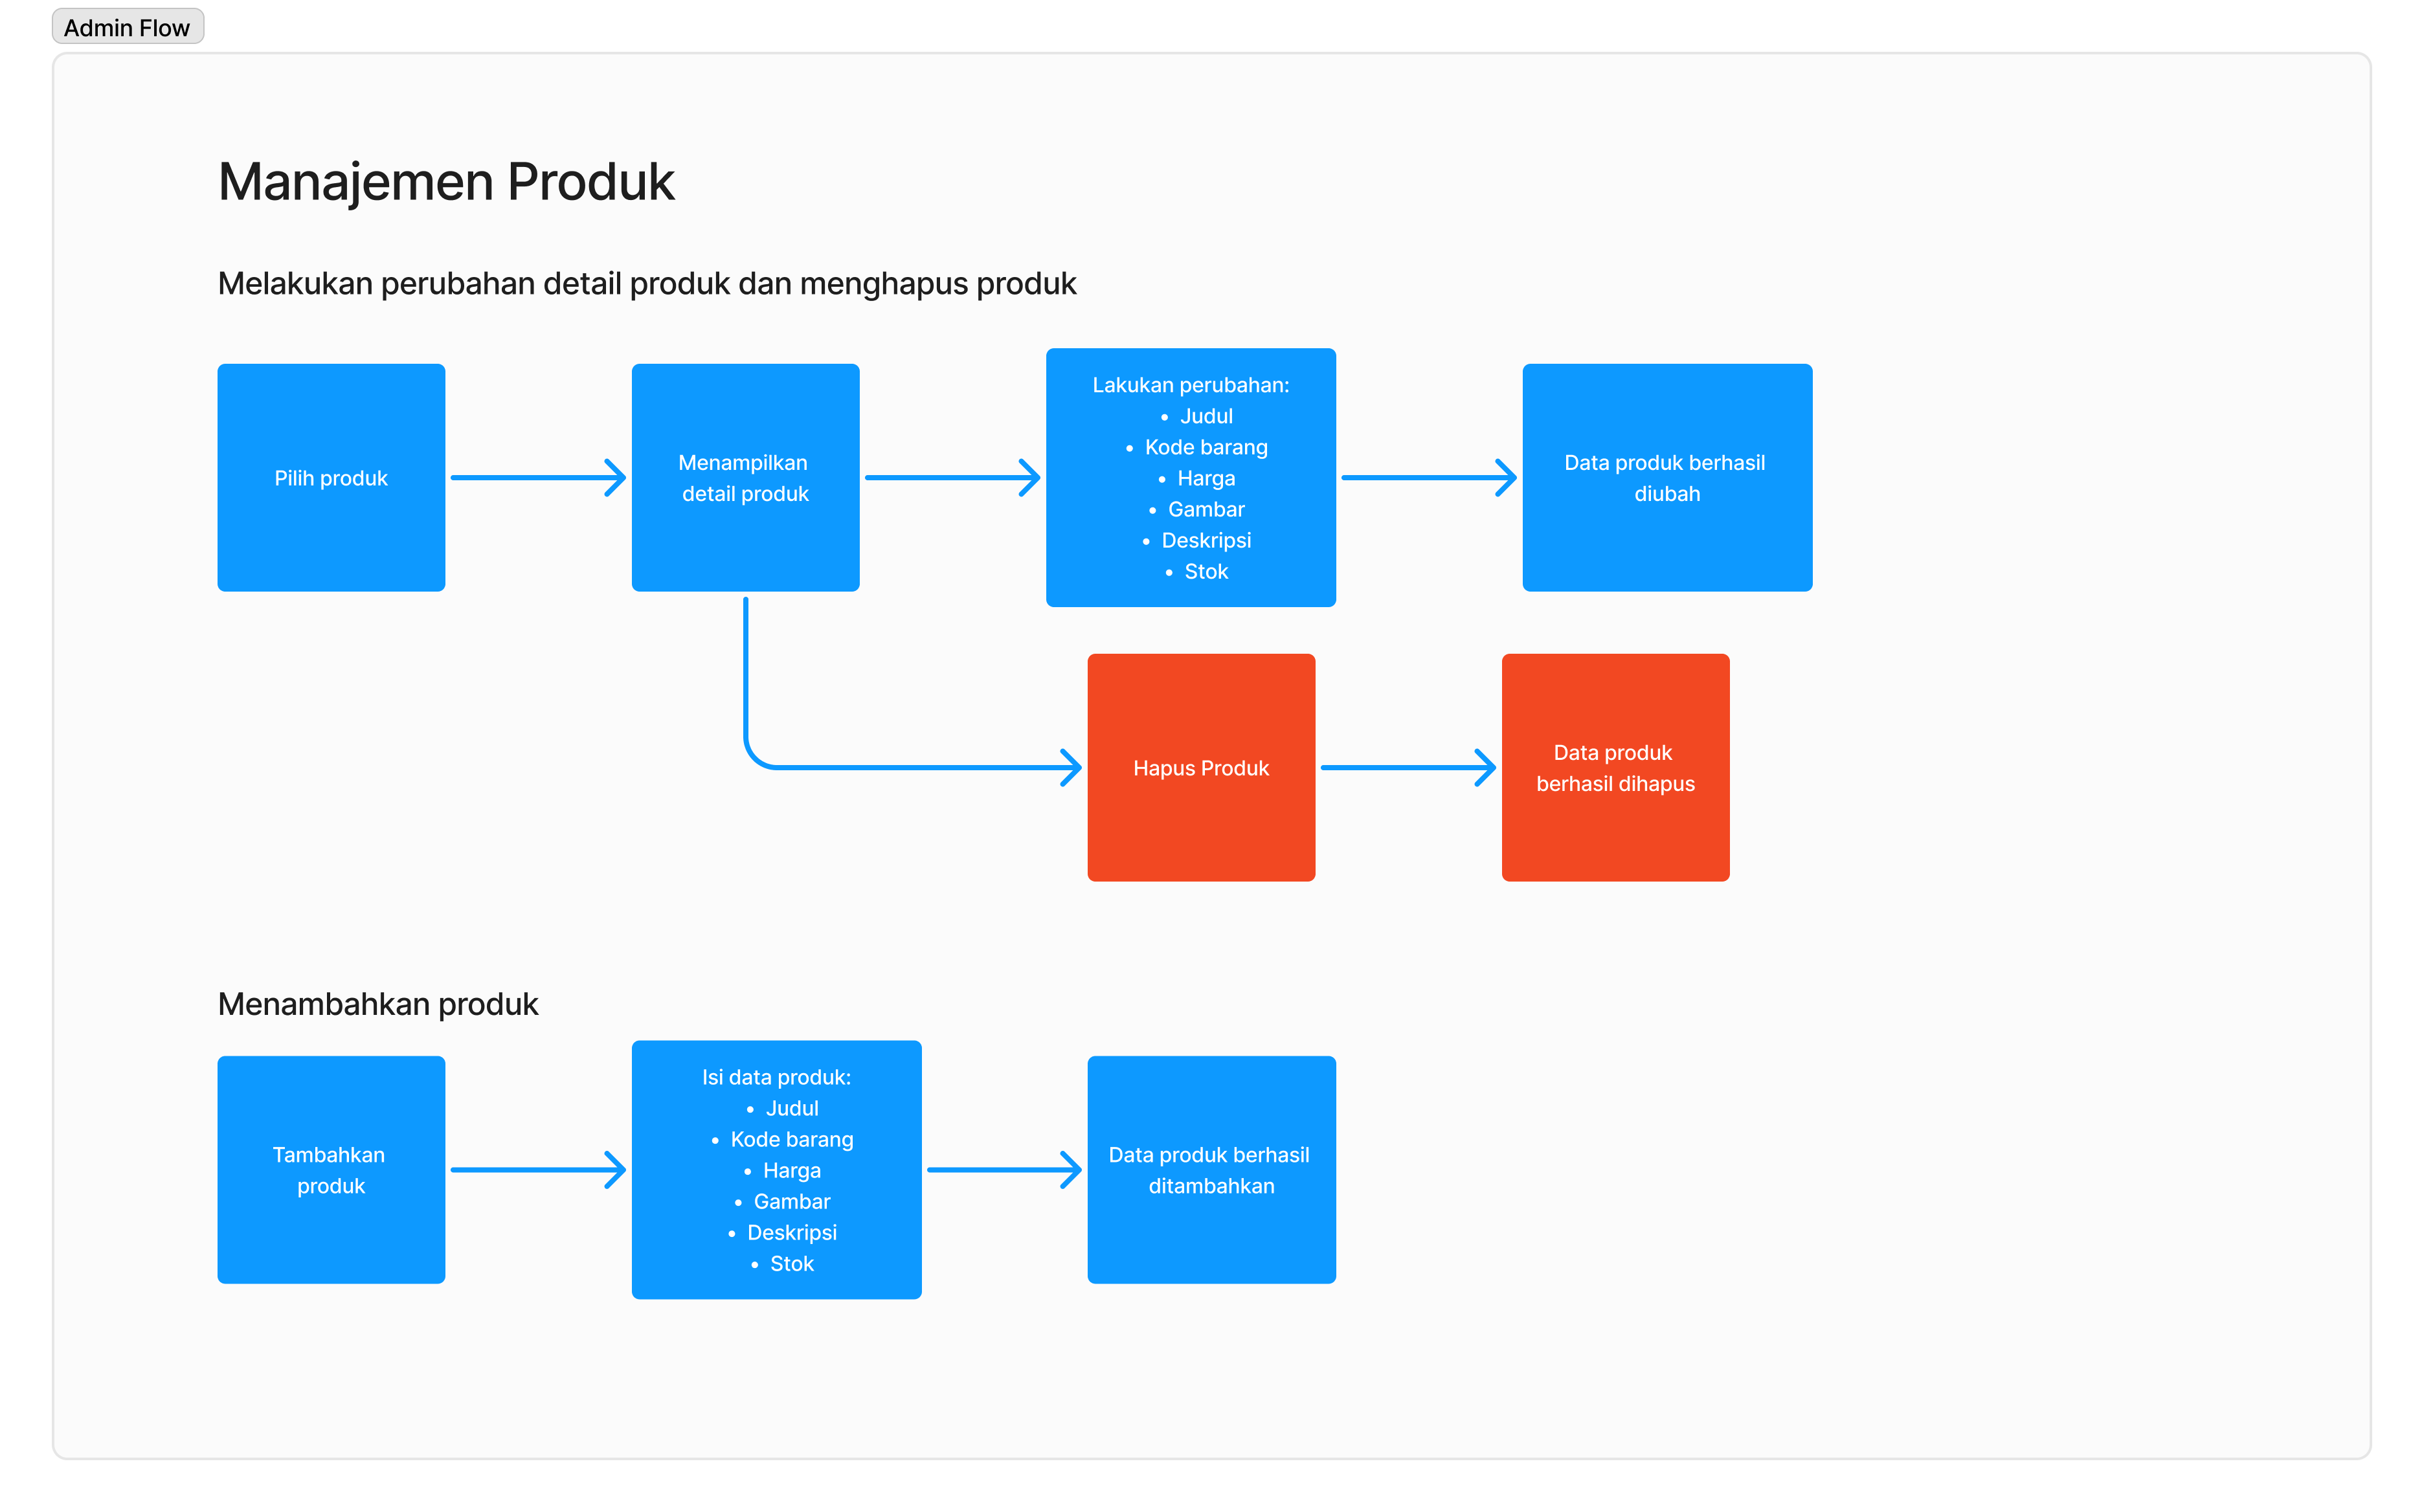 Admin Flow
Manajemen Produk
Melakukan perubahan detail produk dan menghapus produk
Pilih produk
Menampilkan
detail produk
Lakukan perubahan:
• Judul
• Kode barang
• Harga
• Gambar
• Deskripsi
• Stok
Data produk berhasil
diubah
Hapus Produk
Data produk
berhasil dihapus
Menambahkan produk
Tambahkan
produk
Isi data produk:
• Judul
• Kode barang
• Harga
• Gambar
• Deskripsi
• Stok
Data produk berhasil
ditambahkan